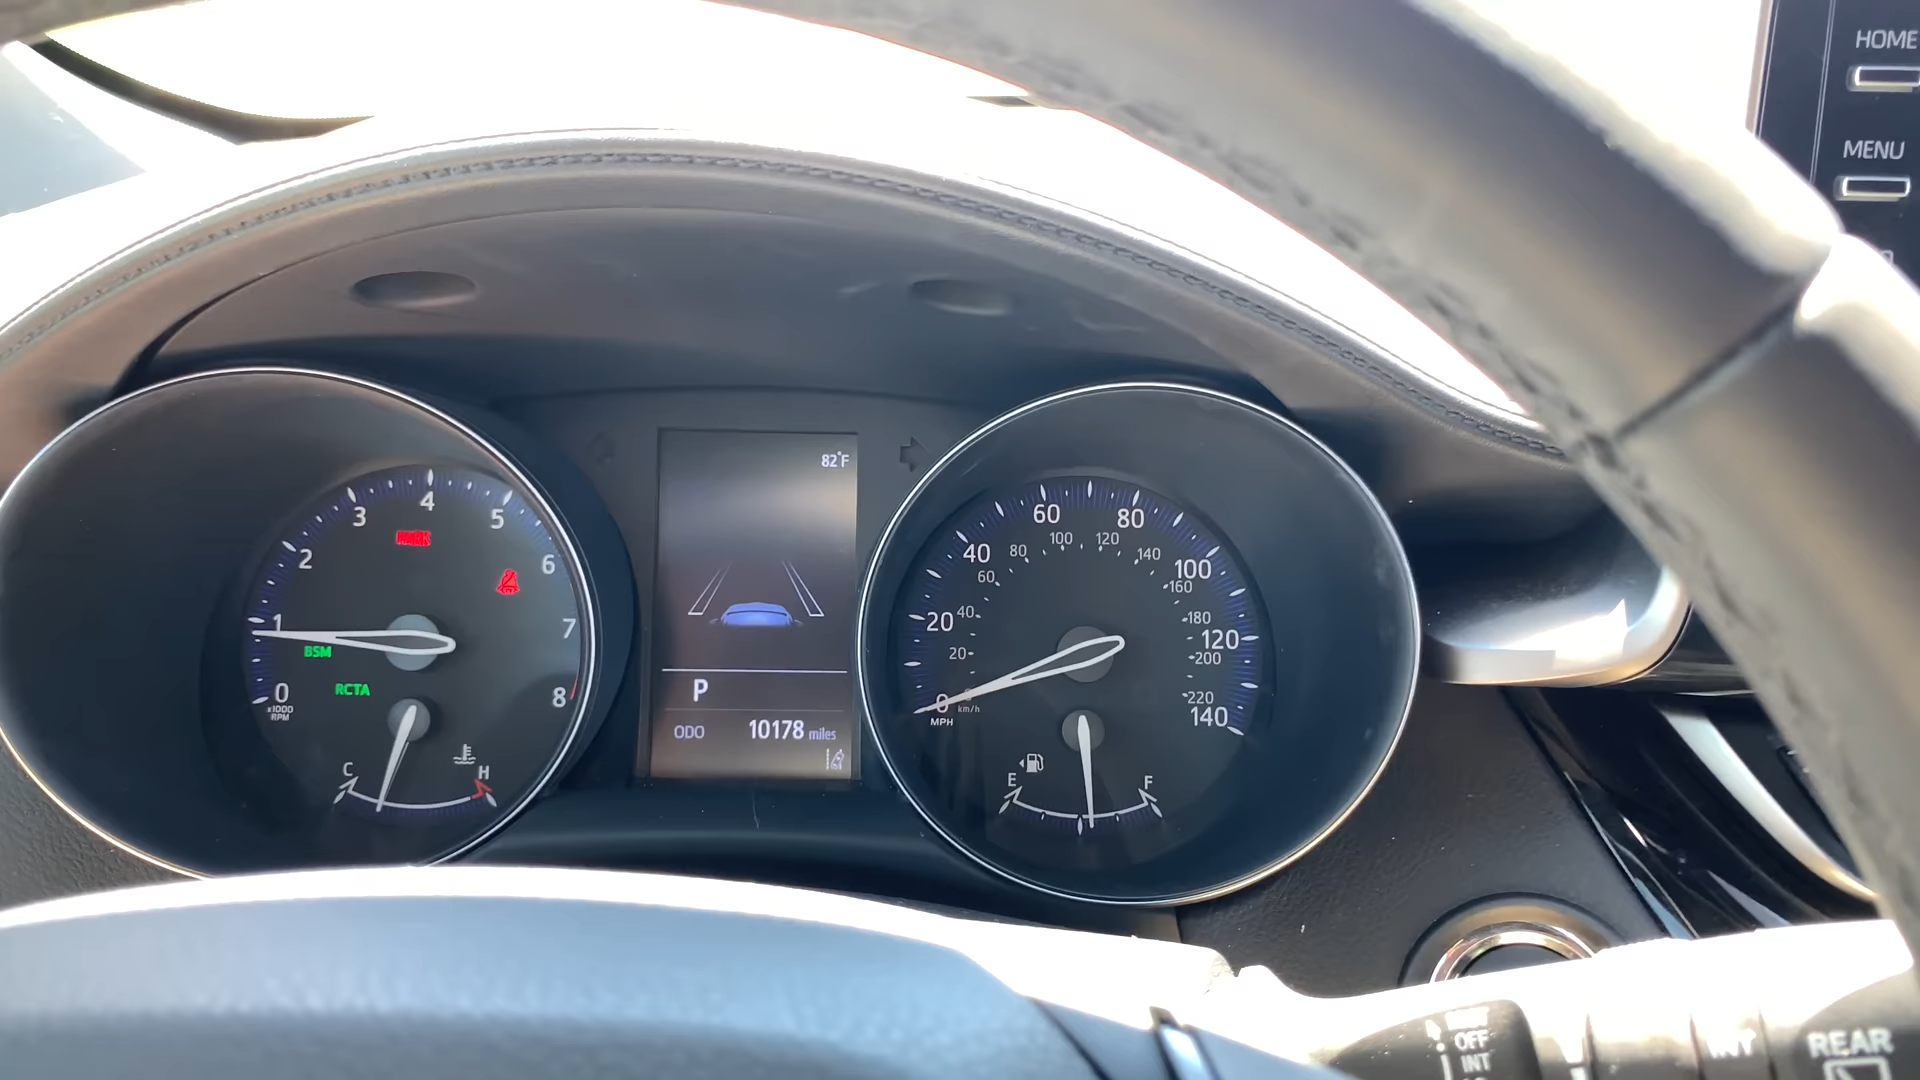 HOME
MENU
82°F
0
1
2
3
4
5
6
7
8
x1000
RPM
BSM
RCTA
C
H
P
ODO 10178 miles
0
20
40
60
80
100
120
140
MPH
km/h
20
40
60
80
100
120
140
160
180
200
220
E
F
OFF
INT
INT
REAR